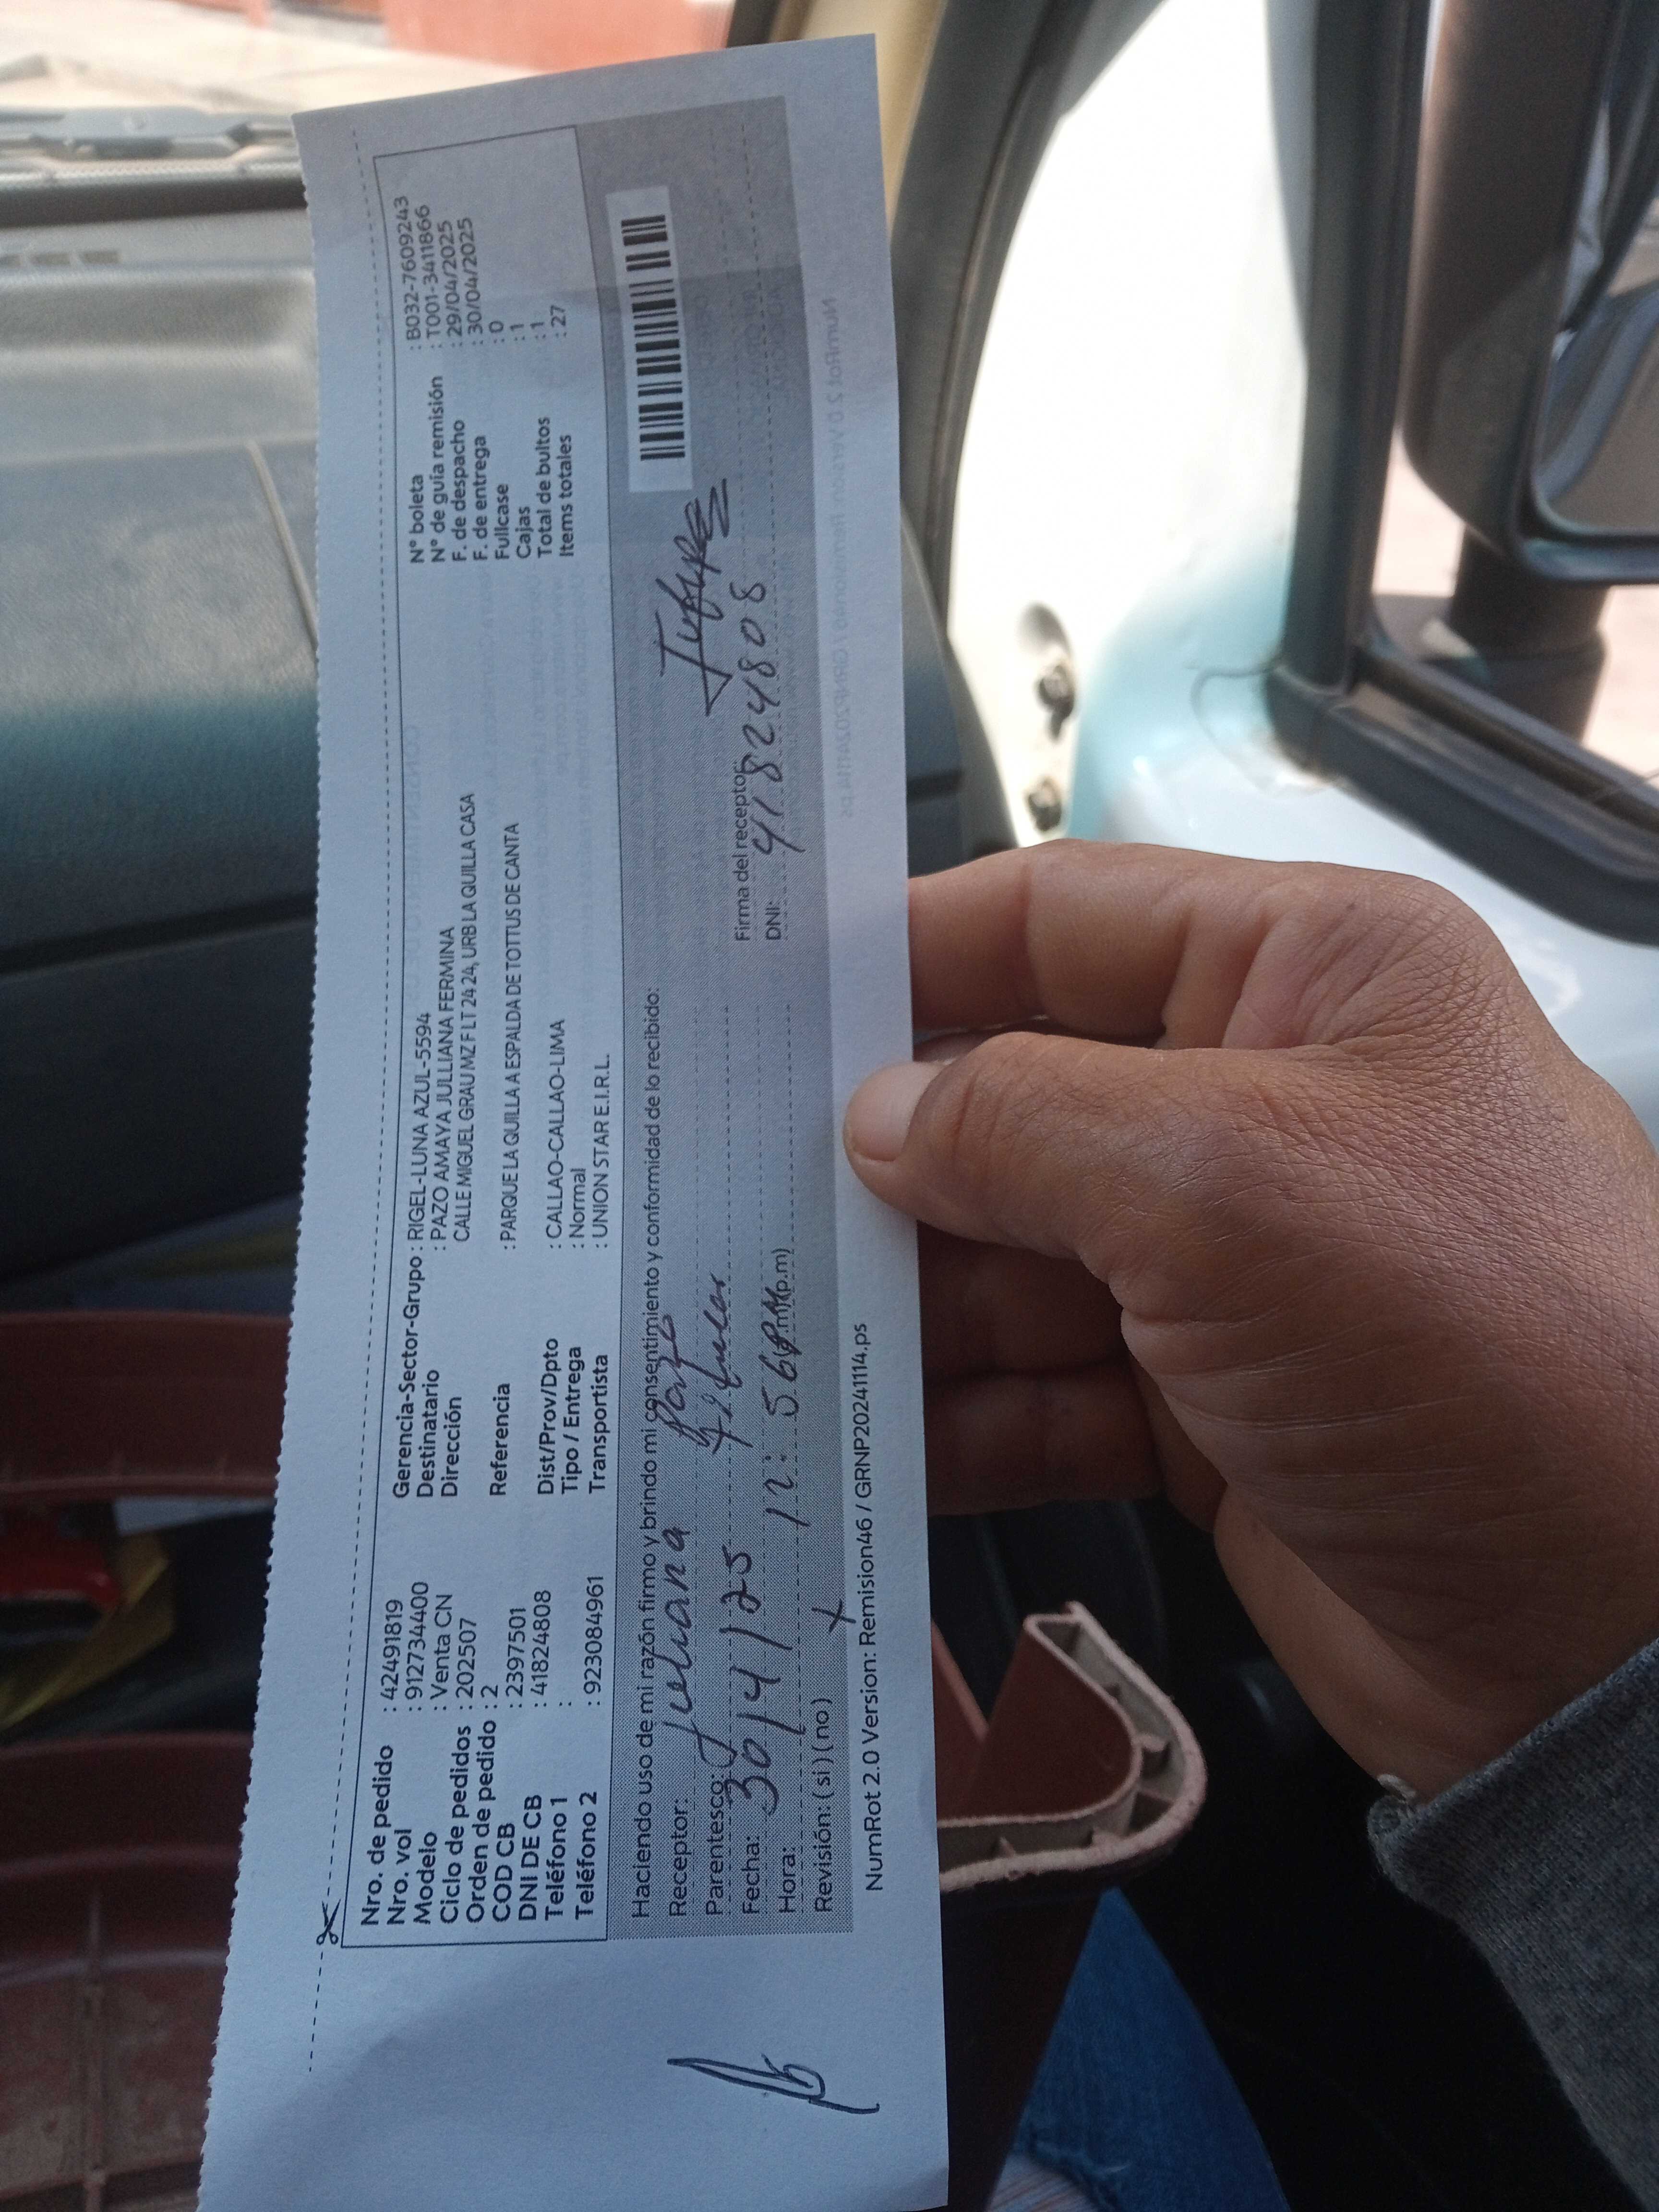 Nro. de pedido : 42491819
Nro. vol : 912734400
Modelo : Venta CN
Ciclo de pedidos : 202507
Orden de pedido : 2
COD CB : 2397501
DNI DE CB : 41824808
Teléfono 1 :
Teléfono 2 : 923084961
Gerencia-Sector-Grupo : RIGEL-LUNA AZUL-5594
Destinatario : PAZO AMAYA JULLIANA FERMINA
Dirección CALLE MIGUEL GRAU MZ F LT 24 24, URB LA QUILLA CASA
Referencia : PARQUE LA QUILLA A ESPALDA DE TOTTUS DE CANTA
Dist/Prov/Dpto : CALLAO-CALLAO-LIMA
Tipo / Entrega : Normal
Transportista : UNION STAR E.I.R.L.
N° boleta : B032-7609243
N° de guía remisión : T001-3411866
F. de despacho : 29/04/2025
F. de entrega : 30/04/2025
Fullcase : 0
Cajas : 1
Total de bultos : 1
Items totales : 27
Haciendo uso de mi razón firmo y brindo mi consentimiento y conformidad de lo recibido:
Receptor: Juliana Pazo
Parentesco:
Fecha: 30/4/25
Hora: 12:56 PM (a.m)(p.m)
Revisión: ( si ) ( no )
Firma del receptor:
DNI: 41824808
NumRot 2.0 Version: Remision46 / GRNP20241114.ps